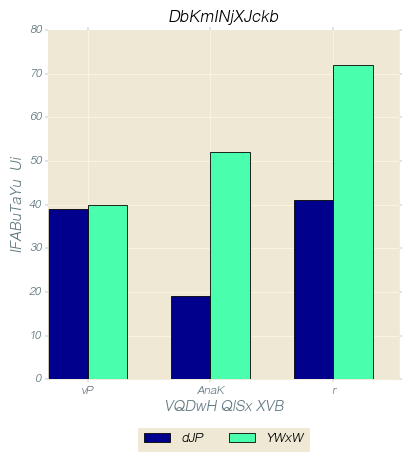 DbKmINjXJckb
80
70
60
50
40
30
20
10
0
IFABuTaYu Ui
vP AnaK r
VQDwH QISx XVB
dJP YWxW